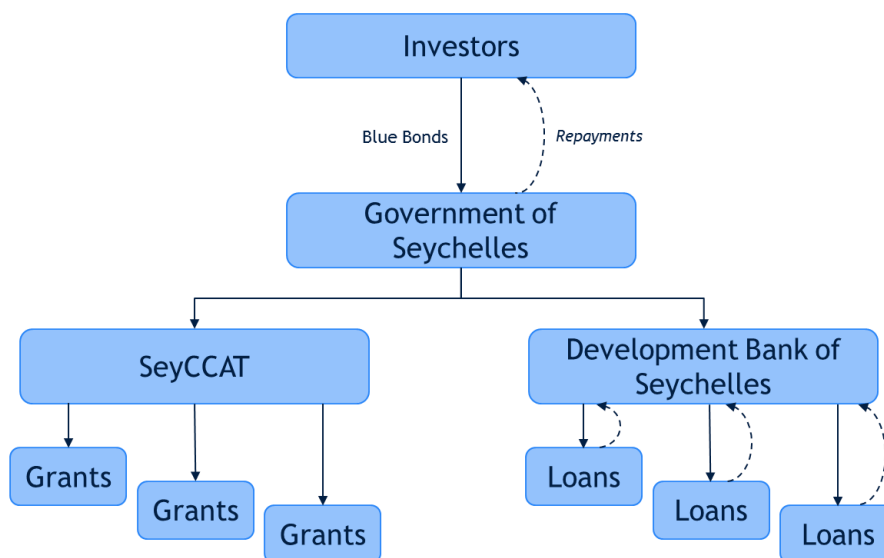 Investors
Blue Bonds
Repayments
Government of
Seychelles
SeyCCAT
Development Bank of
Seychelles
Grants
Grants
Grants
Loans
Loans
Loans